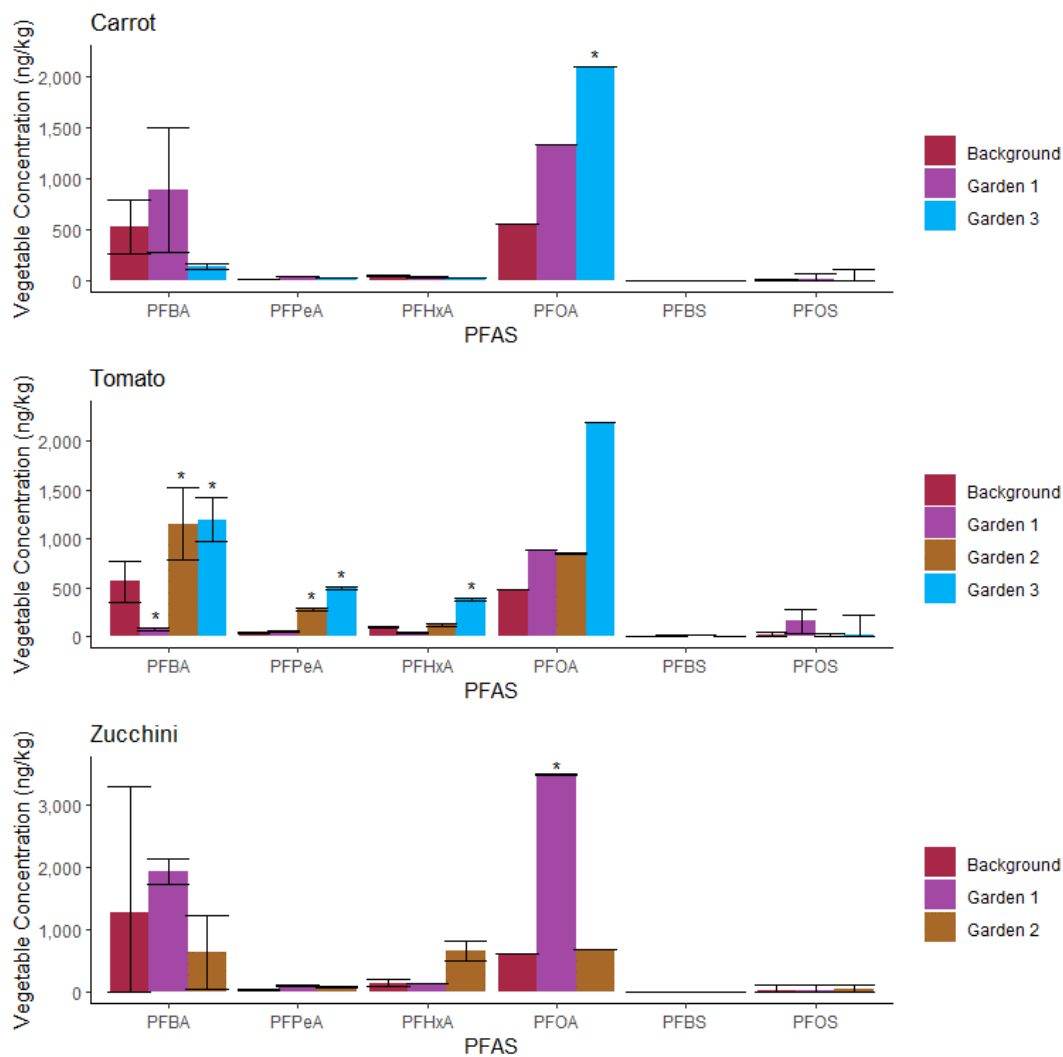 Carrot
Vegetable Concentration (ng/kg)
2,000
1,500
1,000
500
0
*
PFBA PFPeA PFHxA PFOA PFBS PFOS
PFAS
Background
Garden 1
Garden 3
Tomato
Vegetable Concentration (ng/kg)
2,000
1,500
1,000
500
0
* * * * * *
PFBA PFPeA PFHxA PFOA PFBS PFOS
PFAS
Background
Garden 1
Garden 2
Garden 3
Zucchini
Vegetable Concentration (ng/kg)
3,000
2,000
1,000
0
*
PFBA PFPeA PFHxA PFOA PFBS PFOS
PFAS
Background
Garden 1
Garden 2